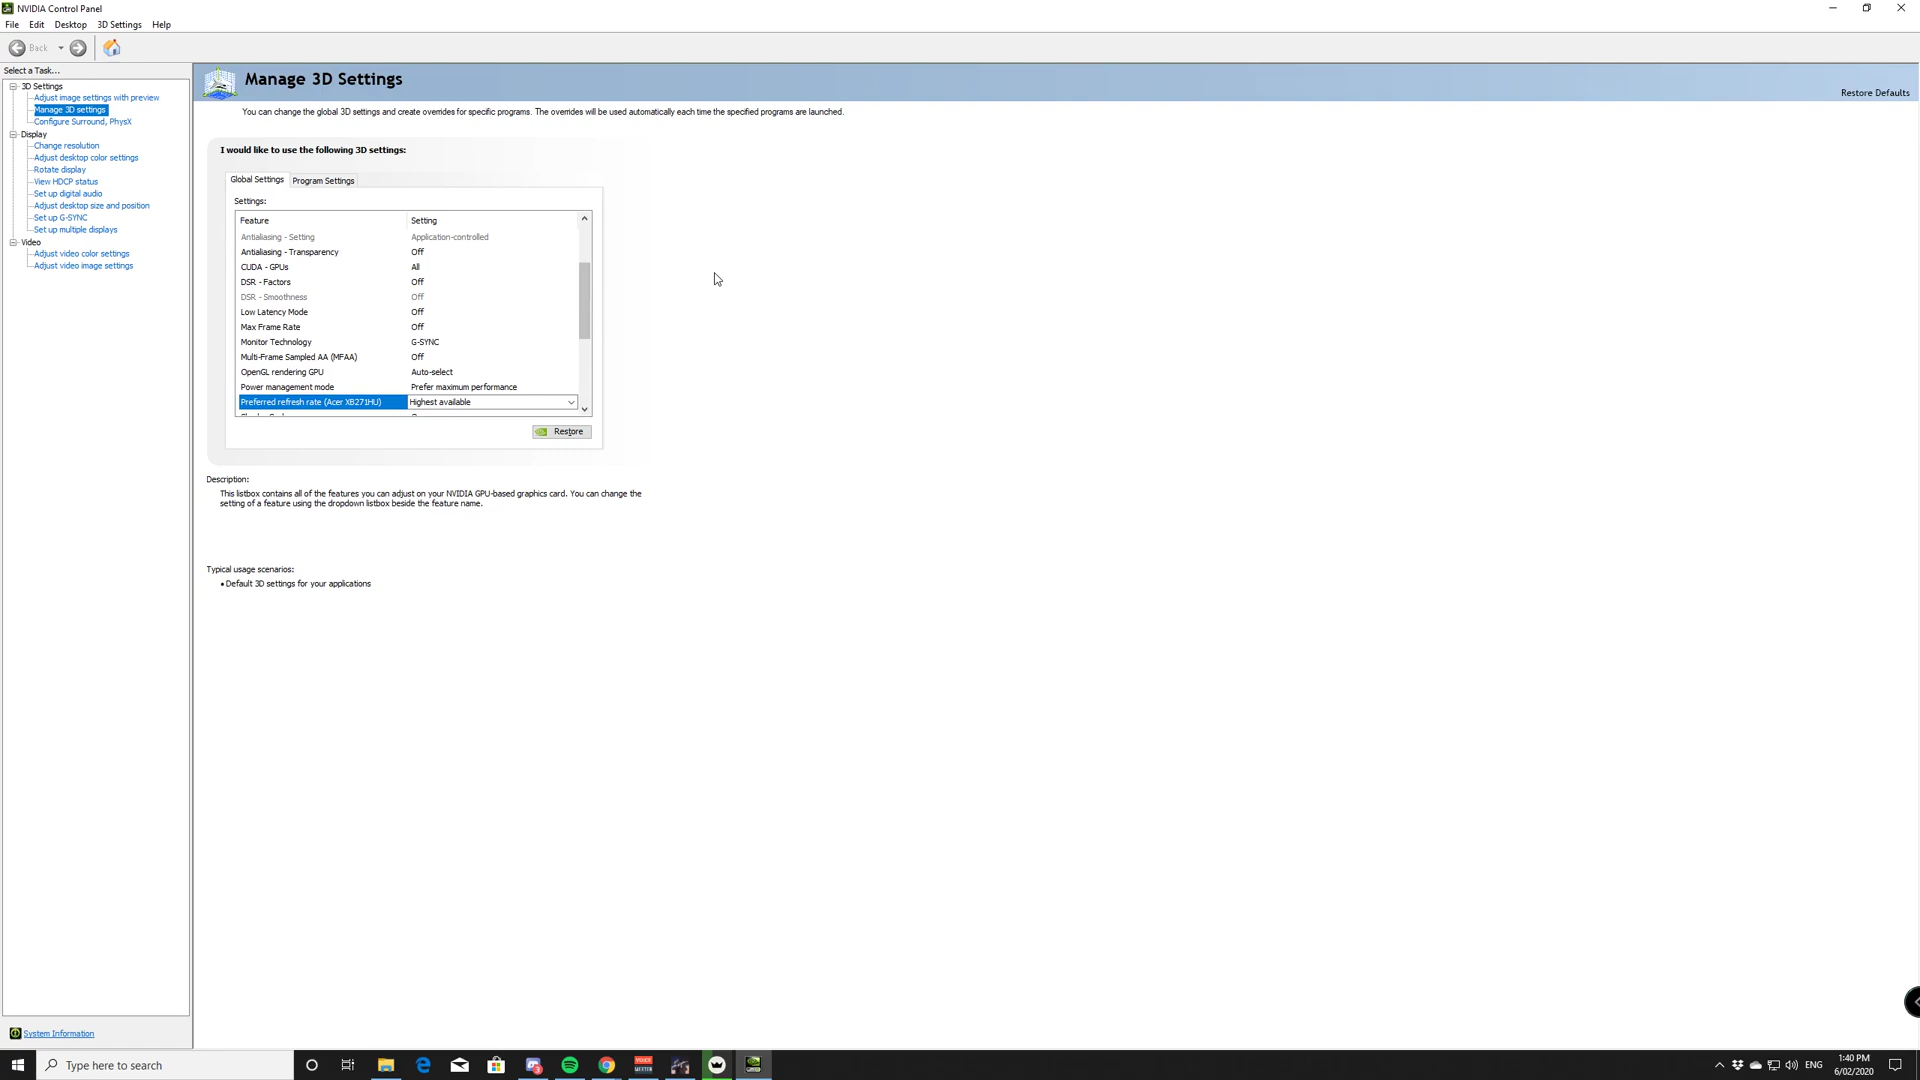 NVIDIA Control Panel
File Edit Desktop 3D Settings Help
Back
Select a Task...
3D Settings
Adjust image settings with preview
Manage 3D settings
Configure Surround, PhysX
Display
Change resolution
Adjust desktop color settings
Rotate display
View HDCP status
Set up digital audio
Adjust desktop size and position
Set up G-SYNC
Set up multiple displays
Video
Adjust video color settings
Adjust video image settings
System Information
Manage 3D Settings
Restore Defaults
You can change the global 3D settings and create overrides for specific programs. The overrides will be used automatically each time the specified programs are launched.
I would like to use the following 3D settings:
Global Settings Program Settings
Settings:
Feature Setting
Antialiasing - Setting Application-controlled
Antialiasing - Transparency Off
CUDA - GPUs All
DSR - Factors Off
DSR - Smoothness Off
Low Latency Mode Off
Max Frame Rate Off
Monitor Technology G-SYNC
Multi-Frame Sampled AA (MFAA) Off
OpenGL rendering GPU Auto-select
Power management mode Prefer maximum performance
Preferred refresh rate (Acer XB271HU) Highest available
Restore
Description:
This listbox contains all of the features you can adjust on your NVIDIA GPU-based graphics card. You can change the
setting of a feature using the dropdown listbox beside the feature name.
Typical usage scenarios:
• Default 3D settings for your applications
Type here to search
ENG
1:40 PM
6/02/2020